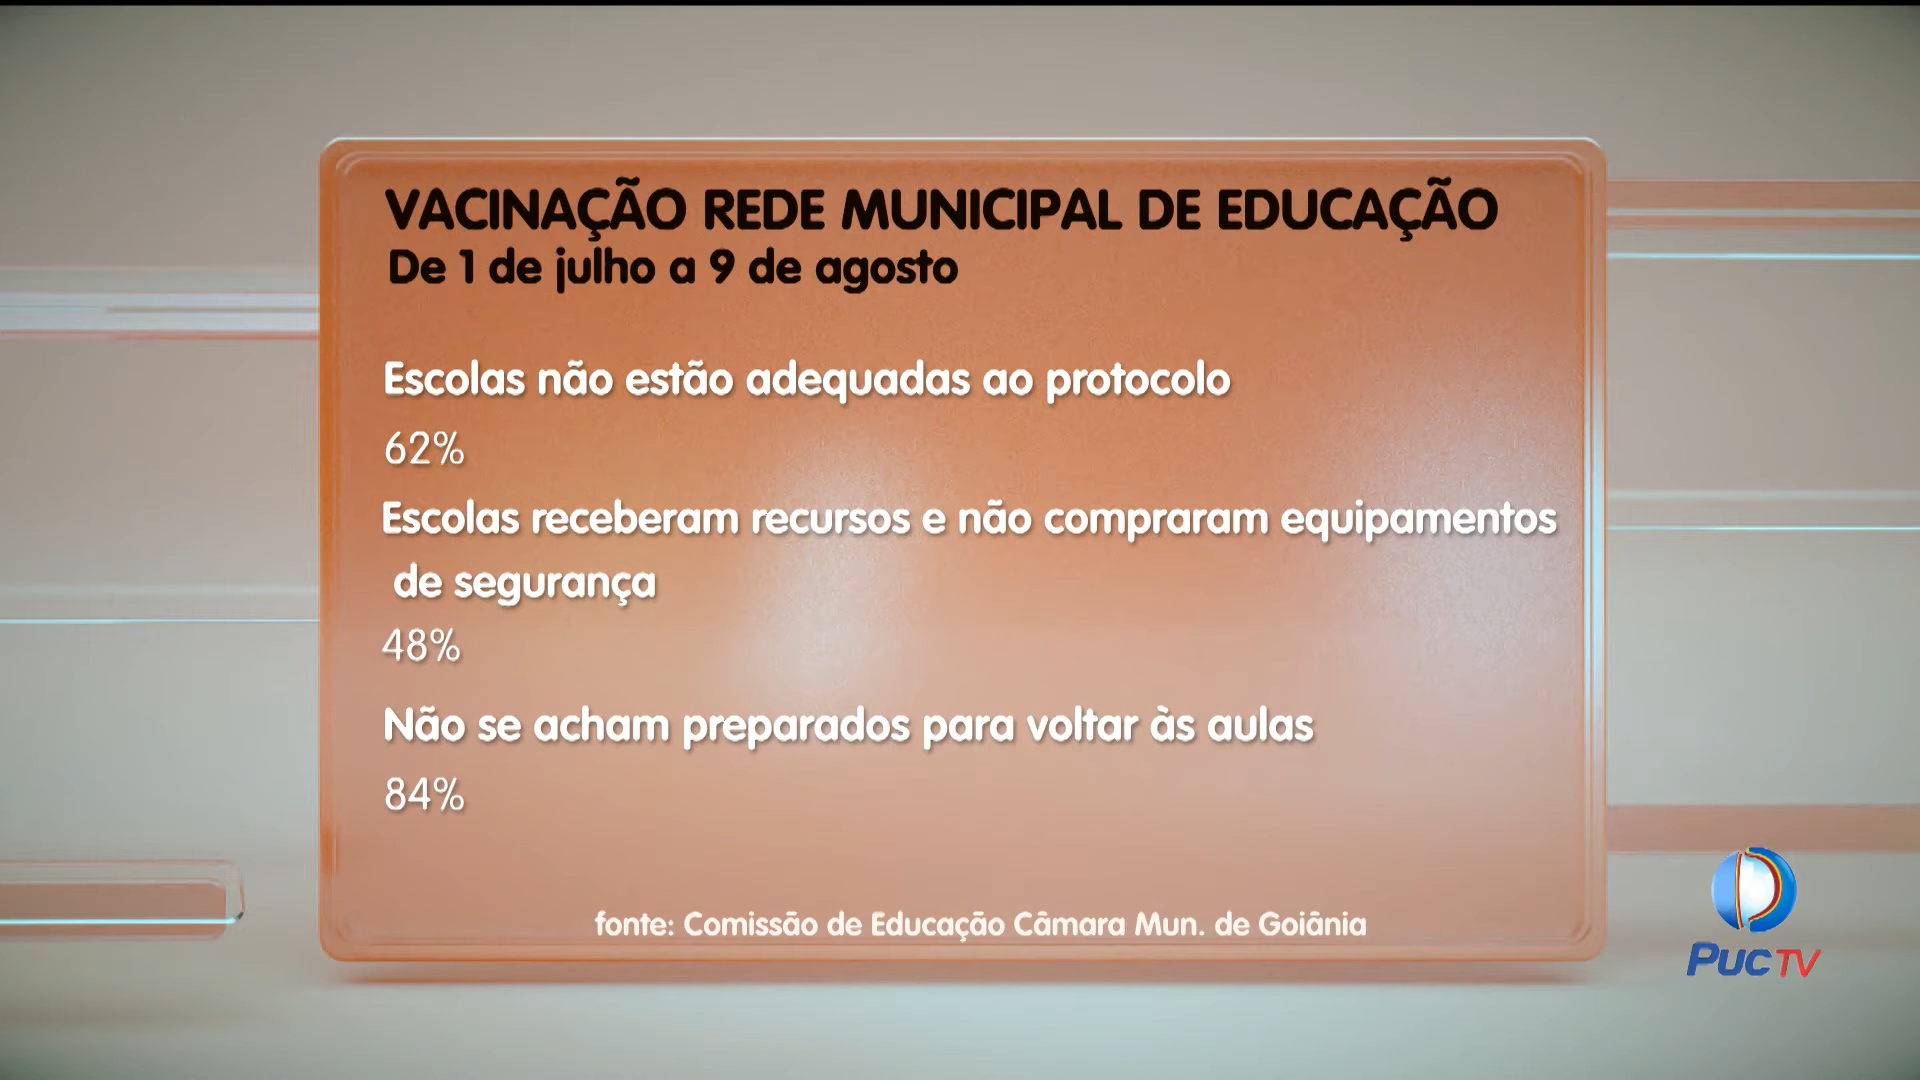 VACINAÇÃO REDE MUNICIPAL DE EDUCAÇÃO
De 1 de julho a 9 de agosto
Escolas não estão adequadas ao protocolo
62%
Escolas receberam recursos e não compraram equipamentos
de segurança
48%
Não se acham preparados para voltar às aulas
84%
fonte: Comissão de Educação Câmara Mun. de Goiânia
PUC TV